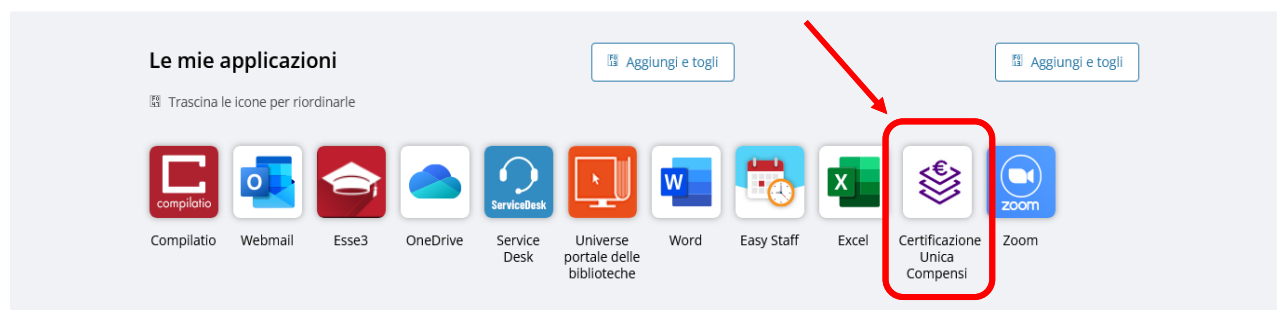 Le mie applicazioni
Aggiungi e togli
Aggiungi e togli
Trascina le icone per riordinarle
compilatio
O
ServiceDesk
W
X
€
zoom
Compilatio
Webmail
Esse3
OneDrive
Service
Desk
Universe
portale delle
biblioteche
Word
Easy Staff
Excel
Certificazione
Unica
Compensi
Zoom